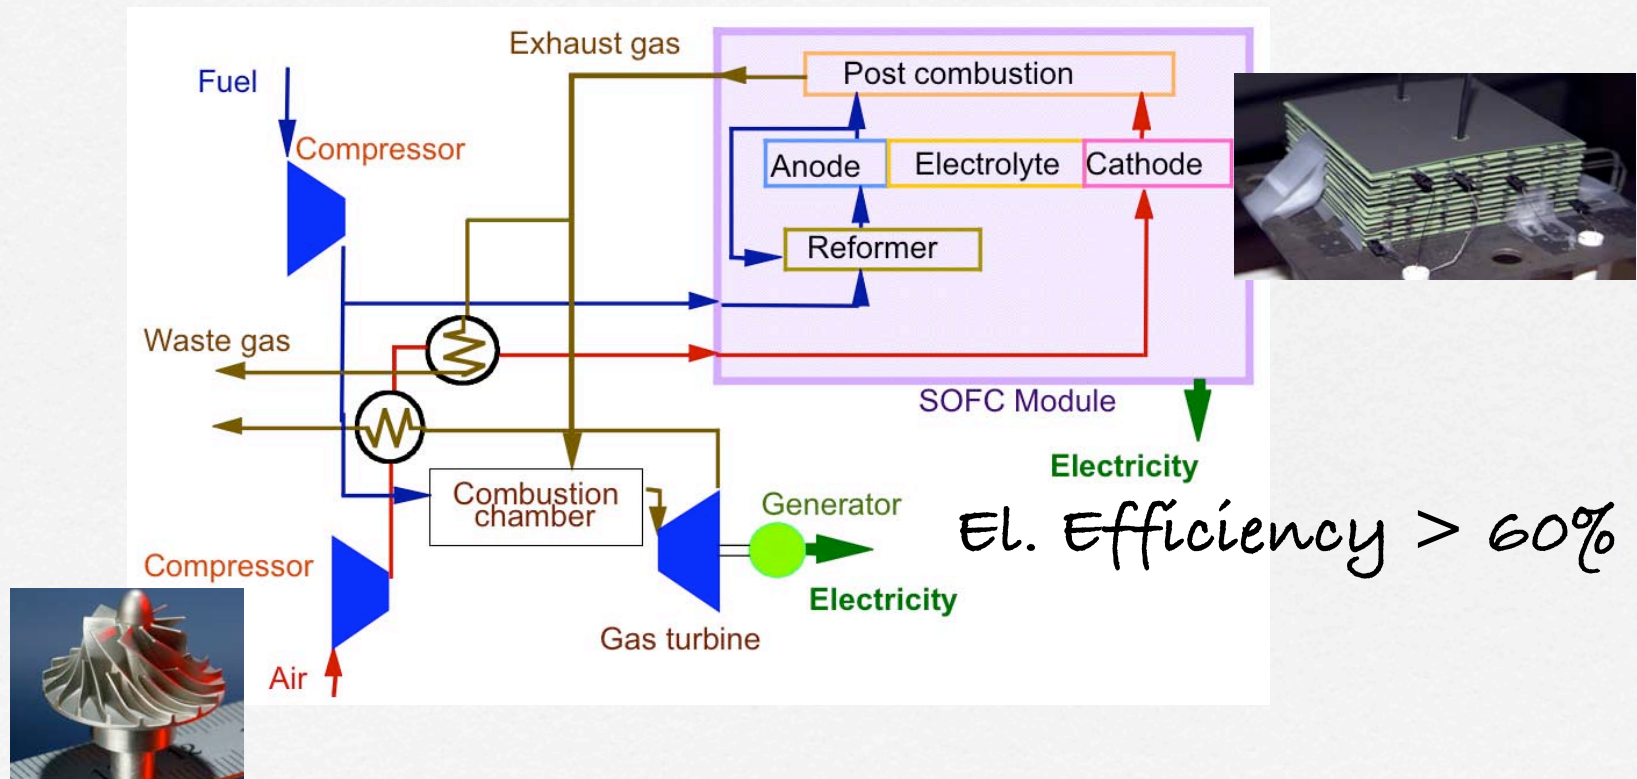 Exhaust gas
Post combustion
Fuel
Compressor
Anode
Electrolyte
Cathode
Reformer
Waste gas
SOFC Module
Electricity
Combustion
chamber
Generator
El. Efficiency > 60%
Compressor
Electricity
Gas turbine
Air